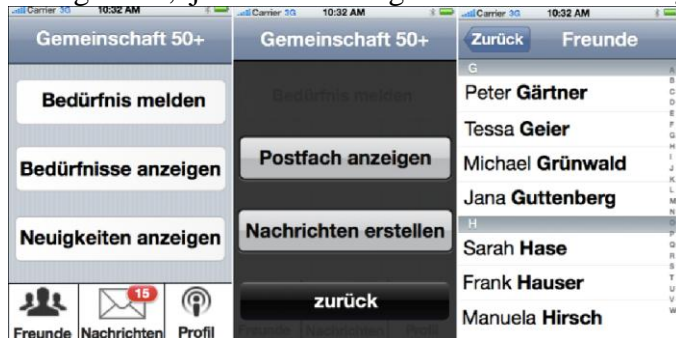 Carrier 3G 10:32 AM
Gemeinschaft 50+
Bedürfnis melden
Bedürfnisse anzeigen
Neuigkeiten anzeigen
15
Freunde Nachrichten Profil
Carrier 3G 10:32 AM
Gemeinschaft 50+
Bedürfnis melden
Postfach anzeigen
Nachrichten erstellen
zurück
Freunde Nachrichten Profil
Carrier 3G 10:32 AM
Zurück Freunde
G
Peter Gärtner
Tessa Geier
Michael Grünwald
Jana Guttenberg
H
Sarah Hase
Frank Hauser
Manuela Hirsch
A
B
C
D
E
F
G
H
I
J
K
L
M
N
O
P
Q
R
S
T
U
V
W